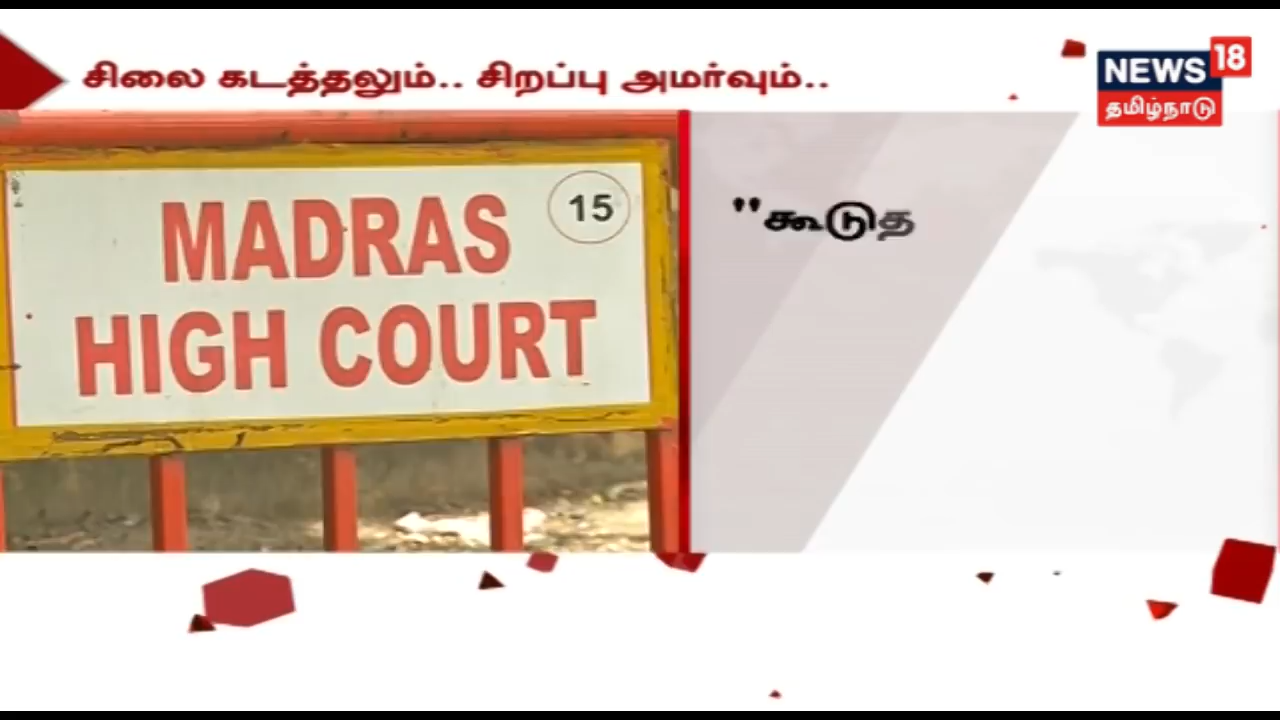 சிலை கடத்தலும்.. சிறப்பு அமர்வும்..
NEWS 18
தமிழ்நாடு
MADRAS
HIGH COURT
15
"கூடுத